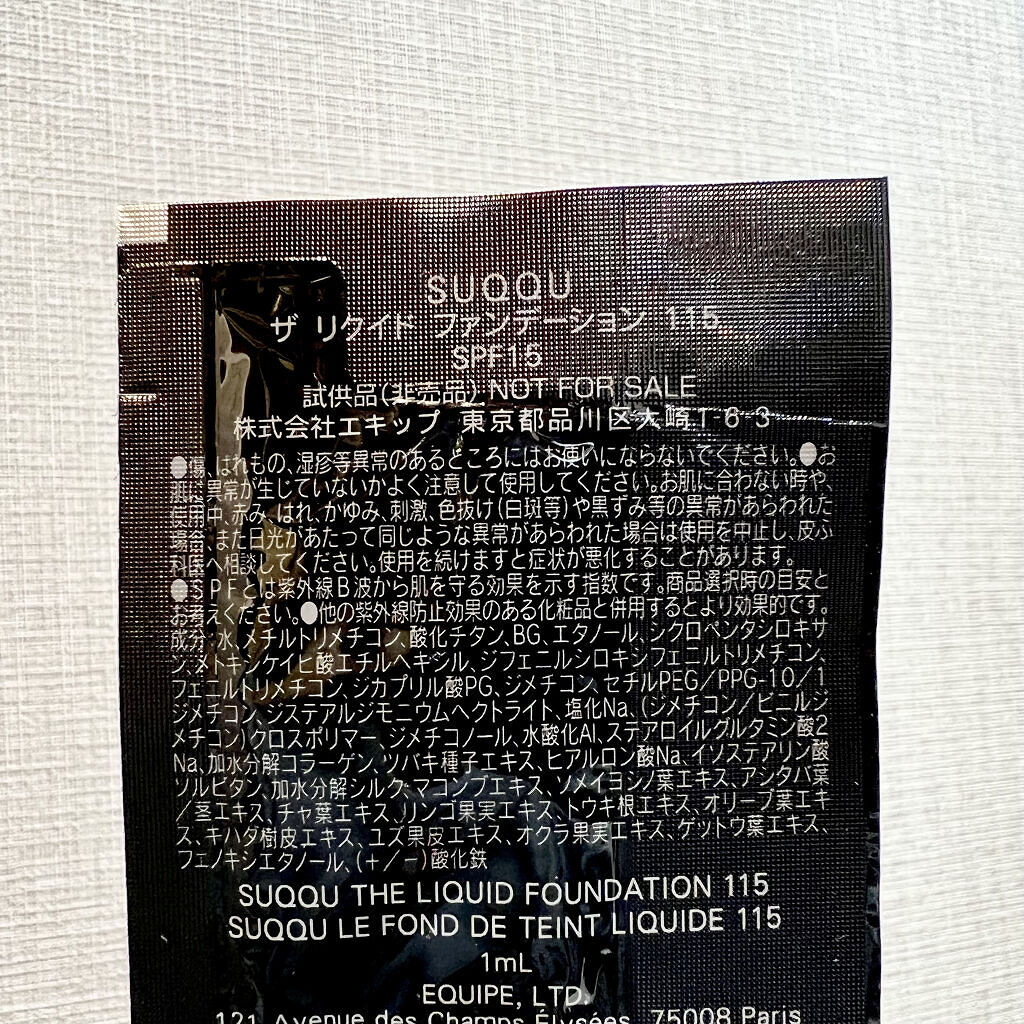 SUQQU
ザ リクイド ファンデーション 115
SPF15
試供品(非売品) NOT FOR SALE
株式会社エキップ 東京都品川区大崎1-6-3
●傷、はれもの、湿疹等異常のあるところにはお使いにならないでください。●お
肌に異常が生じていないかよく注意して使用してください。お肌に合わない時や、
使用中、赤み、はれ、かゆみ、刺激、色抜け(白斑等)や黒ずみ等の異常があらわれた
場合、また日光があたって同じような異常があらわれた場合は使用を中止し、皮ふ
科医へ相談してください。使用を続けますと症状が悪化することがあります。
●SPFとは紫外線B波から肌を守る効果を示す指数です。商品選択時の目安と
お考えください。●他の紫外線防止効果のある化粧品と併用するとより効果的です。
成分:水、メチルトリメチコン、酸化チタン、BG、エタノール、シクロペンタシロキサ
ン、メトキシケイヒ酸エチルヘキシル、ジフェニルシロキシフェニルトリメチコン、
フェニルトリメチコン、ジカプリル酸PG、ジメチコン、セチルPEG/PPG-10/1
ジメチコン、ジステアルジモニウムヘクトライト、塩化Na、(ジメチコン/ビニルジ
メチコン)クロスポリマー、ジメチコノール、水酸化Al、ステアロイルグルタミン酸2
Na、加水分解コラーゲン、ツバキ種子エキス、ヒアルロン酸Na、イソステアリン酸
ソルビタン、加水分解シルク、マコンブエキス、ソメイヨシノ葉エキス、アシタバ葉
/茎エキス、チャ葉エキス、リンゴ果実エキス、トウキ根エキス、オリーブ葉エキ
ス、キハダ樹皮エキス、ユズ果皮エキス、オクラ果実エキス、ゲットウ葉エキス、
フェノキシエタノール、(+/-)酸化鉄
SUQQU THE LIQUID FOUNDATION 115
SUQQU LE FOND DE TEINT LIQUIDE 115
1mL
EQUIPE, LTD.
121 Avenue des Champs Élysées, 75008 Paris